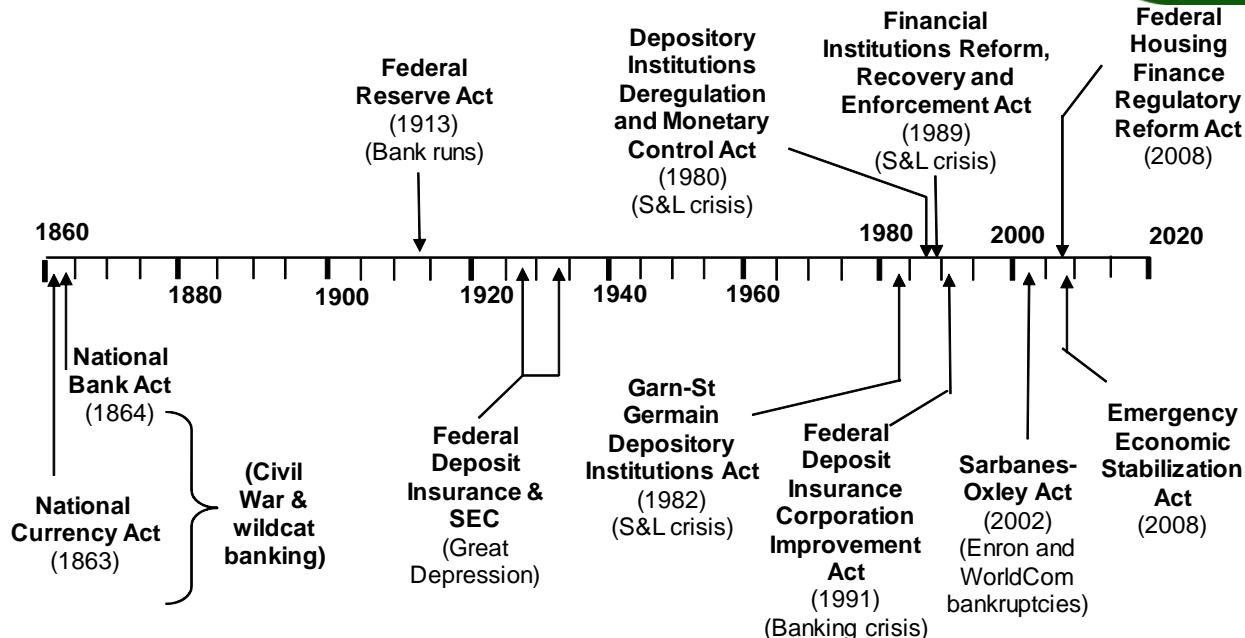 Federal
Reserve Act
(1913)
(Bank runs)
Depository
Institutions
Deregulation
and Monetary
Control Act
(1980)
(S&L crisis)
Financial
Institutions Reform,
Recovery and
Enforcement Act
(1989)
(S&L crisis)
Federal
Housing
Finance
Regulatory
Reform Act
(2008)
1860
1980
2000
2020
1880
1900
1920
1940
1960
National
Bank Act
(1864)
National
Currency Act
(1863)
(Civil
War &
wildcat
banking)
Federal
Deposit
Insurance &
SEC
(Great
Depression)
Garn-St
Germain
Depository
Institutions Act
(1982)
(S&L crisis)
Federal
Deposit
Insurance
Corporation
Improvement
Act
(1991)
(Banking crisis)
Sarbanes-
Oxley Act
(2002)
(Enron and
WorldCom
bankruptcies)
Emergency
Economic
Stabilization
Act
(2008)